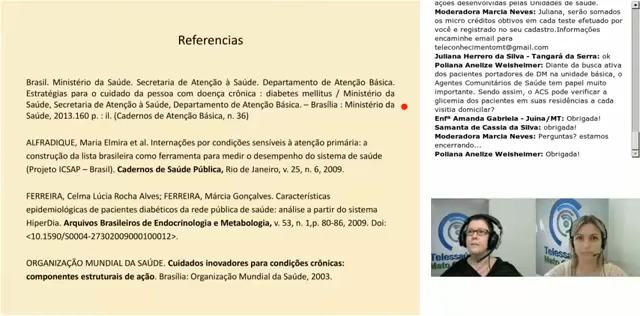 Referencias
Brasil. Ministério da Saúde. Secretaria de Atenção à Saúde. Departamento de Atenção Básica.
Estratégias para o cuidado da pessoa com doença crônica : diabetes mellitus / Ministério da
Saúde, Secretaria de Atenção à Saúde, Departamento de Atenção Básica. – Brasília : Ministério da
Saúde, 2013.160 p. : il. (Cadernos de Atenção Básica, n. 36)
ALFRADIQUE, Maria Elmira et al. Internações por condições sensíveis à atenção primária: a
construção da lista brasileira como ferramenta para medir o desempenho do sistema de saúde
(Projeto ICSAP – Brasil). Cadernos de Saúde Pública, Rio de Janeiro, v. 25, n. 6, 2009.
FERREIRA, Celma Lúcia Rocha Alves; FERREIRA, Márcia Gonçalves. Características
epidemiológicas de pacientes diabéticos da rede pública de saúde: análise a partir do sistema
HiperDia. Arquivos Brasileiros de Endocrinologia e Metabologia, v. 53, n. 1,p. 80-86, 2009. Doi:
<10.1590/S0004-27302009000100012>.
ORGANIZAÇÃO MUNDIAL DA SAÚDE. Cuidados inovadores para condições crônicas:
componentes estruturais de ação. Brasília: Organização Mundial da Saúde, 2003.
ações desenvolvidas pelas Unidades de saúde.
Moderadora Marcia Neves: Juliana, serão somados
os micro créditos obtivos em cada teste efetuado por
você e registrado no seu cadastro.Informações
encaminhe email para
teleconhecimentomt@gmail.com
Juliana Herrero da Silva - Tangará da Serra: ok
Poliana Anelize Weisheimer: Diante da busca ativa
dos pacientes portadores de DM na unidade básica, o
Agentes Comunitários de Saúde tem papel muito
importante. Sendo assim, o ACS pode verificar a
glicemia dos pacientes em suas residências a cada
visita domiciliar?
Enfª Amanda Gabriela - Juína/MT: Obrigada!
Samanta de Cassia da Silva: obrigada!
Moderadora Marcia Neves: Perguntas? estamos
encerrando...
Poliana Anelize Weisheimer: Obrigada!